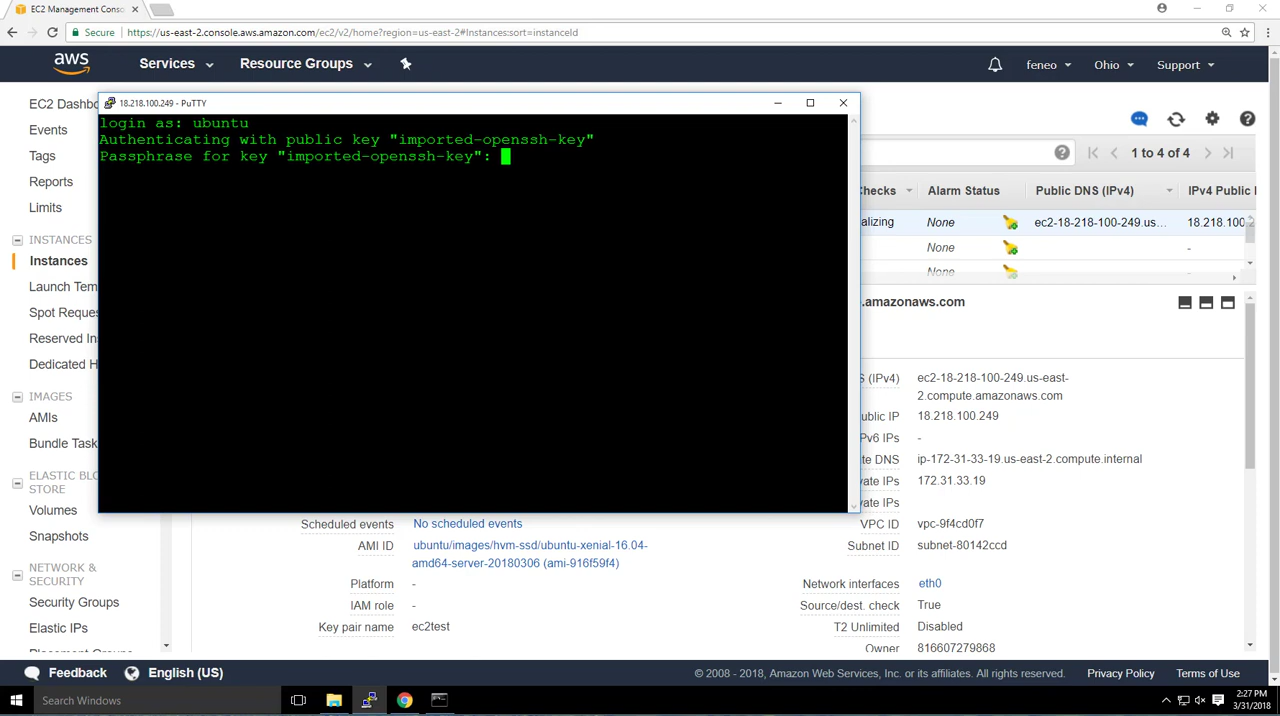 EC2 Management Conso
Secure
https://us-east-2.console.aws.amazon.com/ec2/v2/home?region=us-east-2#Instances:sort=instanceId
aws
Services
Resource Groups
feneo
Ohio
Support
EC2 Dashbo
Events
Tags
Reports
Limits
INSTANCES
Instances
Launch Tem
Spot Reques
Reserved Ins
Dedicated H
IMAGES
AMIs
Bundle Task
ELASTIC BLO
STORE
Volumes
Snapshots
NETWORK &
SECURITY
Security Groups
Elastic IPs
18.218.100.249 - PuTTY
login as: ubuntu
Authenticating with public key "imported-openssh-key"
Passphrase for key "imported-openssh-key":
1 to 4 of 4
Checks
Alarm Status
Public DNS (IPv4)
IPv4 Public I
alizing
None
ec2-18-218-100-249.us...
18.218.100.2
None
-
None
.amazonaws.com
S (IPv4)
ec2-18-218-100-249.us-east-
2.compute.amazonaws.com
ublic IP
18.218.100.249
Pv6 IPs
-
te DNS
ip-172-31-33-19.us-east-2.compute.internal
vate IPs
172.31.33.19
vate IPs
Scheduled events
No scheduled events
VPC ID
vpc-9f4cd0f7
AMI ID
ubuntu/images/hvm-ssd/ubuntu-xenial-16.04-
amd64-server-20180306 (ami-916f59f4)
Subnet ID
subnet-80142ccd
Platform
-
Network interfaces
eth0
IAM role
-
Source/dest. check
True
Key pair name
ec2test
T2 Unlimited
Disabled
Owner
816607279868
Feedback
English (US)
© 2008 - 2018, Amazon Web Services, Inc. or its affiliates. All rights reserved.
Privacy Policy
Terms of Use
Search Windows
2:27 PM
3/31/2018